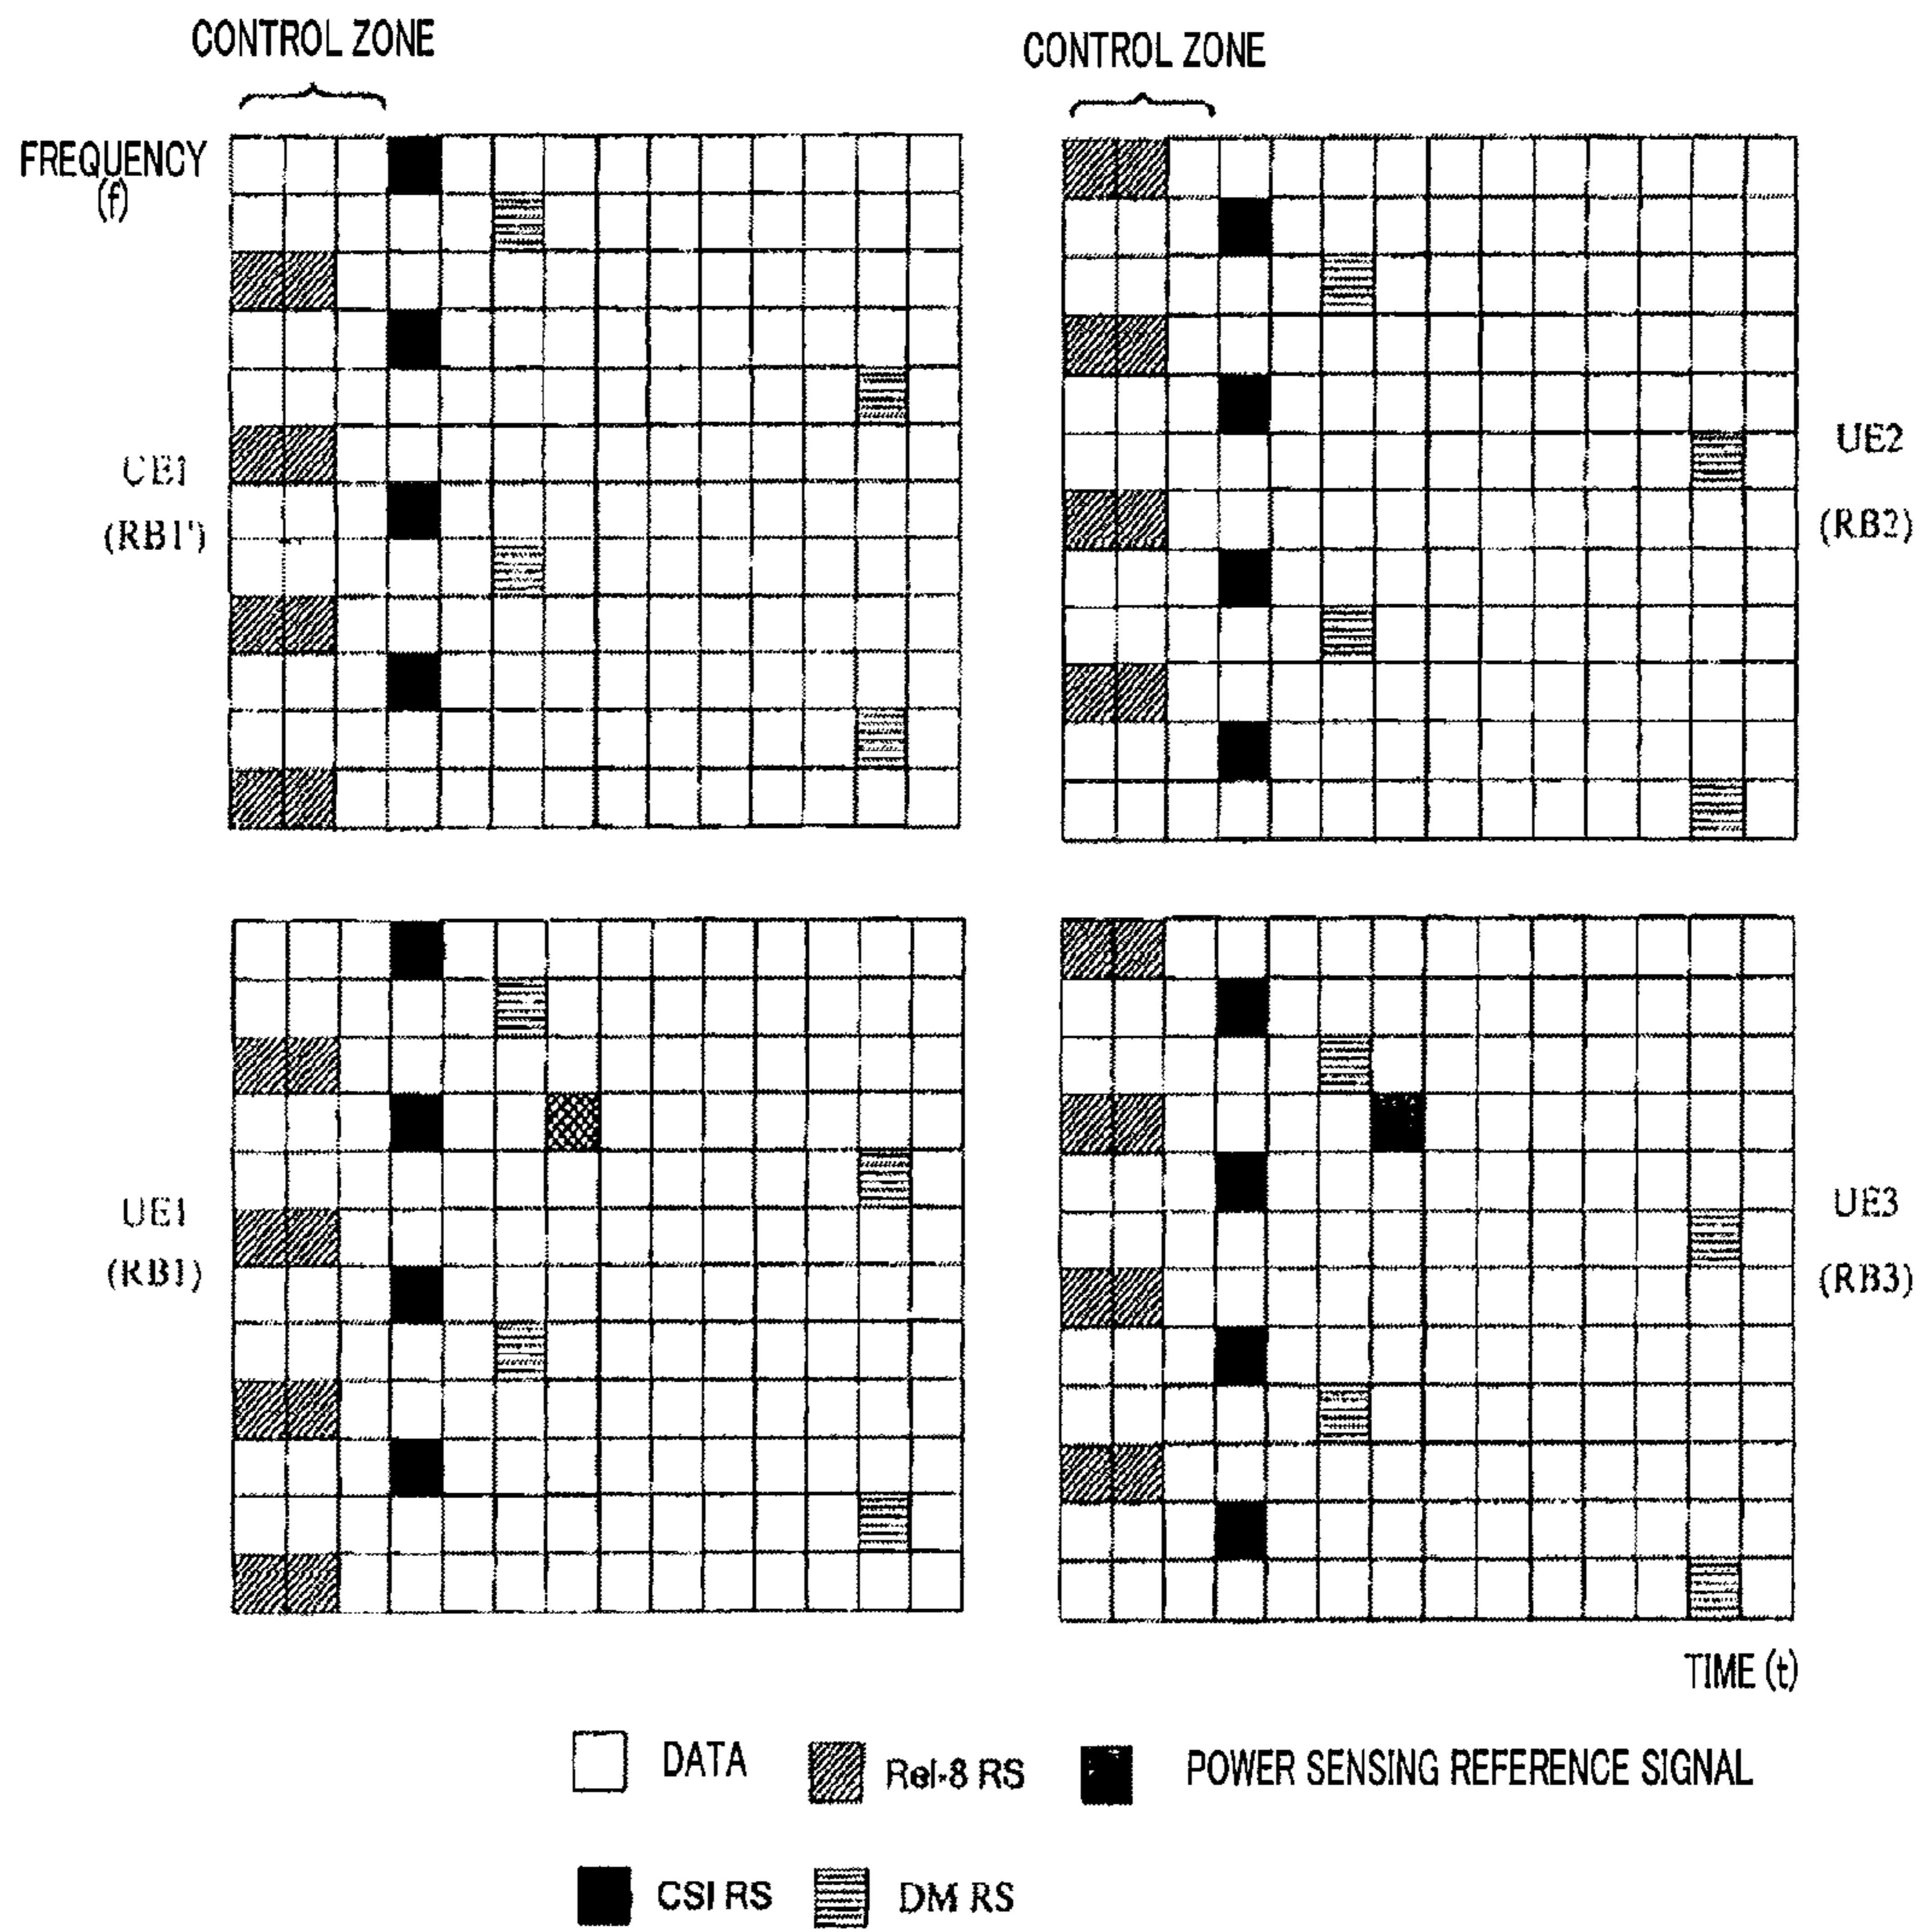 CONTROL ZONE
CONTROL ZONE
FREQUENCY
(f)
CE1
(RB1')
UE2
(RB2)
UE1
(RB1)
UE3
(RB3)
TIME (t)
DATA
Rel-8 RS
POWER SENSING REFERENCE SIGNAL
CSI RS
DM RS